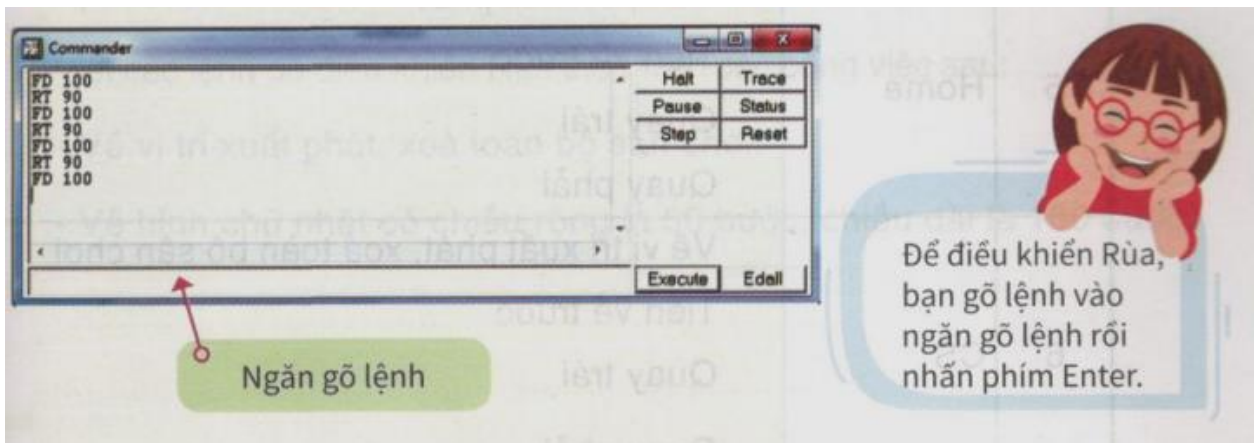 Commander
FD 100
RT 90
FD 100
RT 90
FD 100
RT 90
FD 100
Halt Trace
Pause Status
Step Reset
Execute Edall
Ngăn gõ lệnh
Để điều khiển Rùa,
bạn gõ lệnh vào
ngăn gõ lệnh rồi
nhấn phím Enter.